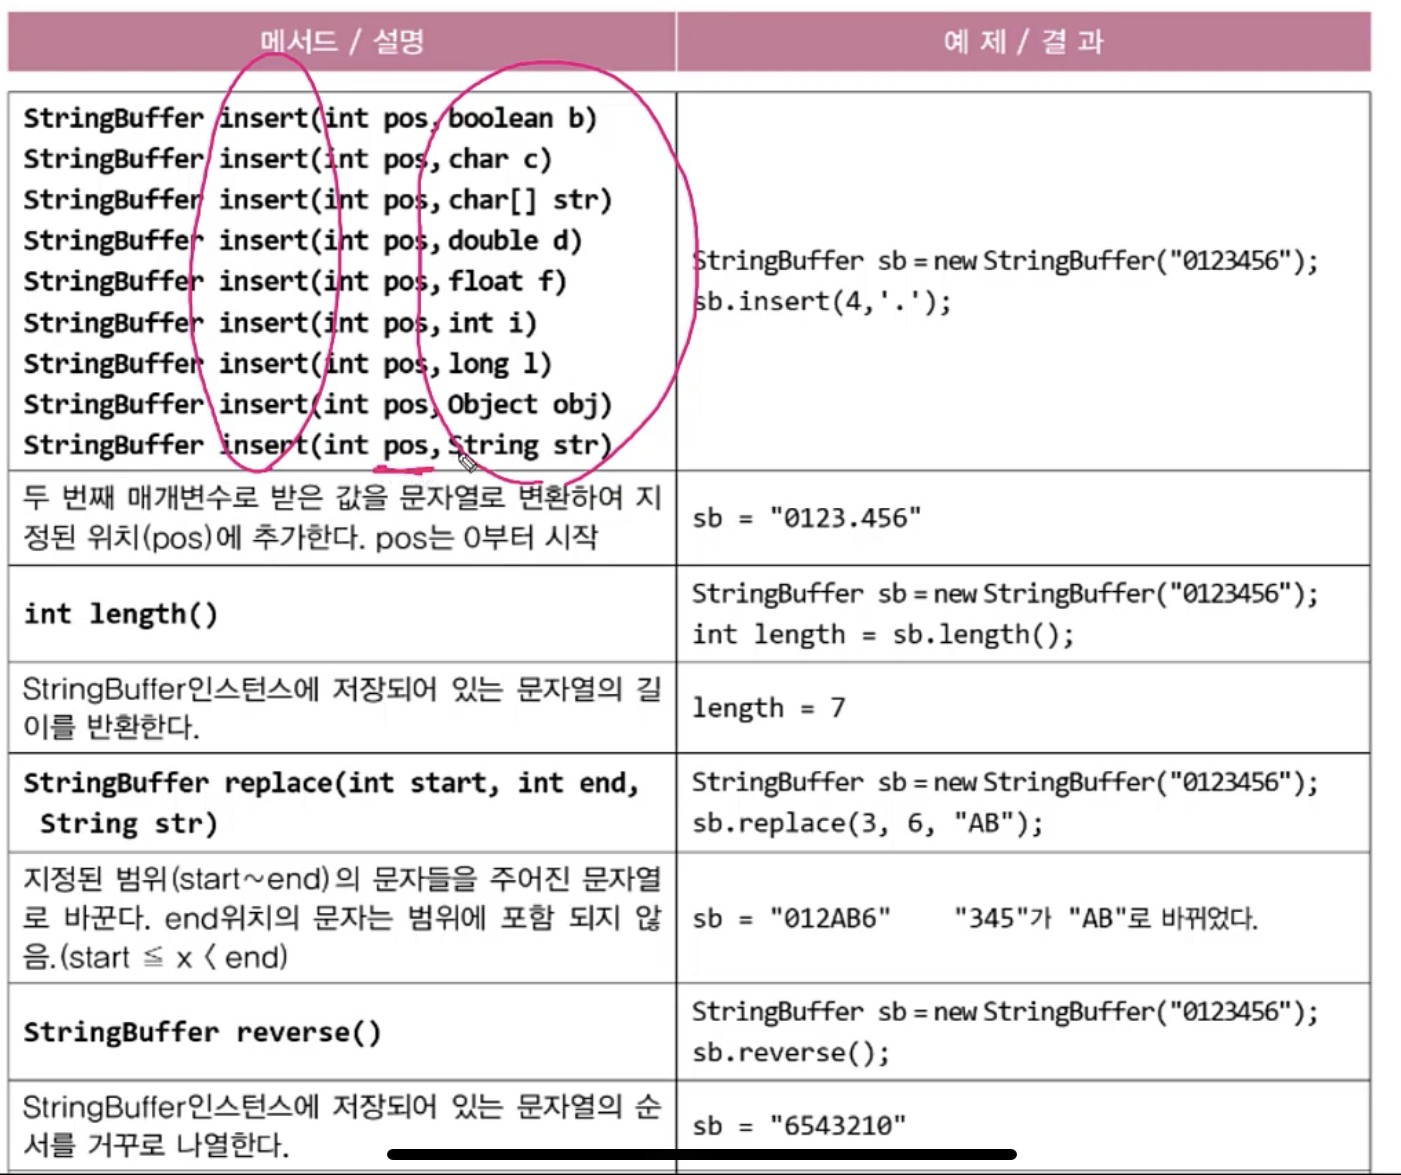 메서드 / 설명
예 제 / 결 과
StringBuffer insert(int pos, boolean b)
StringBuffer insert(int pos, char c)
StringBuffer insert(int pos, char[] str)
StringBuffer insert(int pos, double d)
StringBuffer insert(int pos, float f)
StringBuffer insert(int pos, int i)
StringBuffer insert(int pos, long l)
StringBuffer insert(int pos, Object obj)
StringBuffer insert(int pos, String str)
StringBuffer sb = new StringBuffer("0123456");
sb.insert(4,'.');
두 번째 매개변수로 받은 값을 문자열로 변환하여 지
정된 위치(pos)에 추가한다. pos는 0부터 시작
sb = "0123.456"
int length()
StringBuffer sb = new StringBuffer("0123456");
int length = sb.length();
StringBuffer인스턴스에 저장되어 있는 문자열의 길
이를 반환한다.
length = 7
StringBuffer replace(int start, int end,
String str)
StringBuffer sb = new StringBuffer("0123456");
sb.replace(3, 6, "AB");
지정된 범위(start~end)의 문자들을 주어진 문자열
로 바꾼다. end위치의 문자는 범위에 포함 되지 않
음.(start ≦ x < end)
sb = "012AB6" "345"가 "AB"로 바뀌었다.
StringBuffer reverse()
StringBuffer sb = new StringBuffer("0123456");
sb.reverse();
StringBuffer인스턴스에 저장되어 있는 문자열의 순
서를 거꾸로 나열한다.
sb = "6543210"